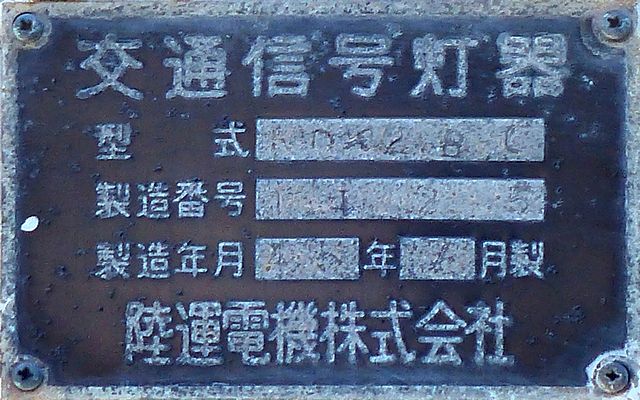 交通信号灯器
型式
製造番号
製造年月 年 月製
陸運電機株式会社